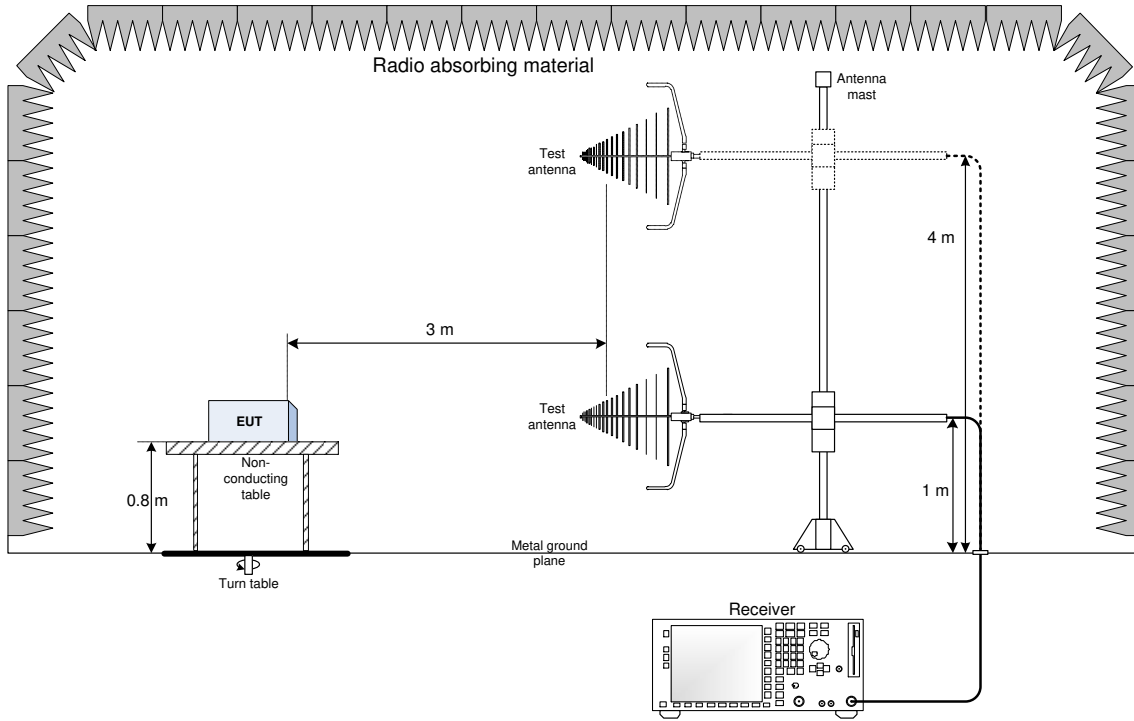 Radio absorbing material
Antenna
mast
Test
antenna
4 m
3 m
Test
antenna
EUT
Non-
conducting
table
0.8 m
1 m
Metal ground
plane
Turn table
Receiver